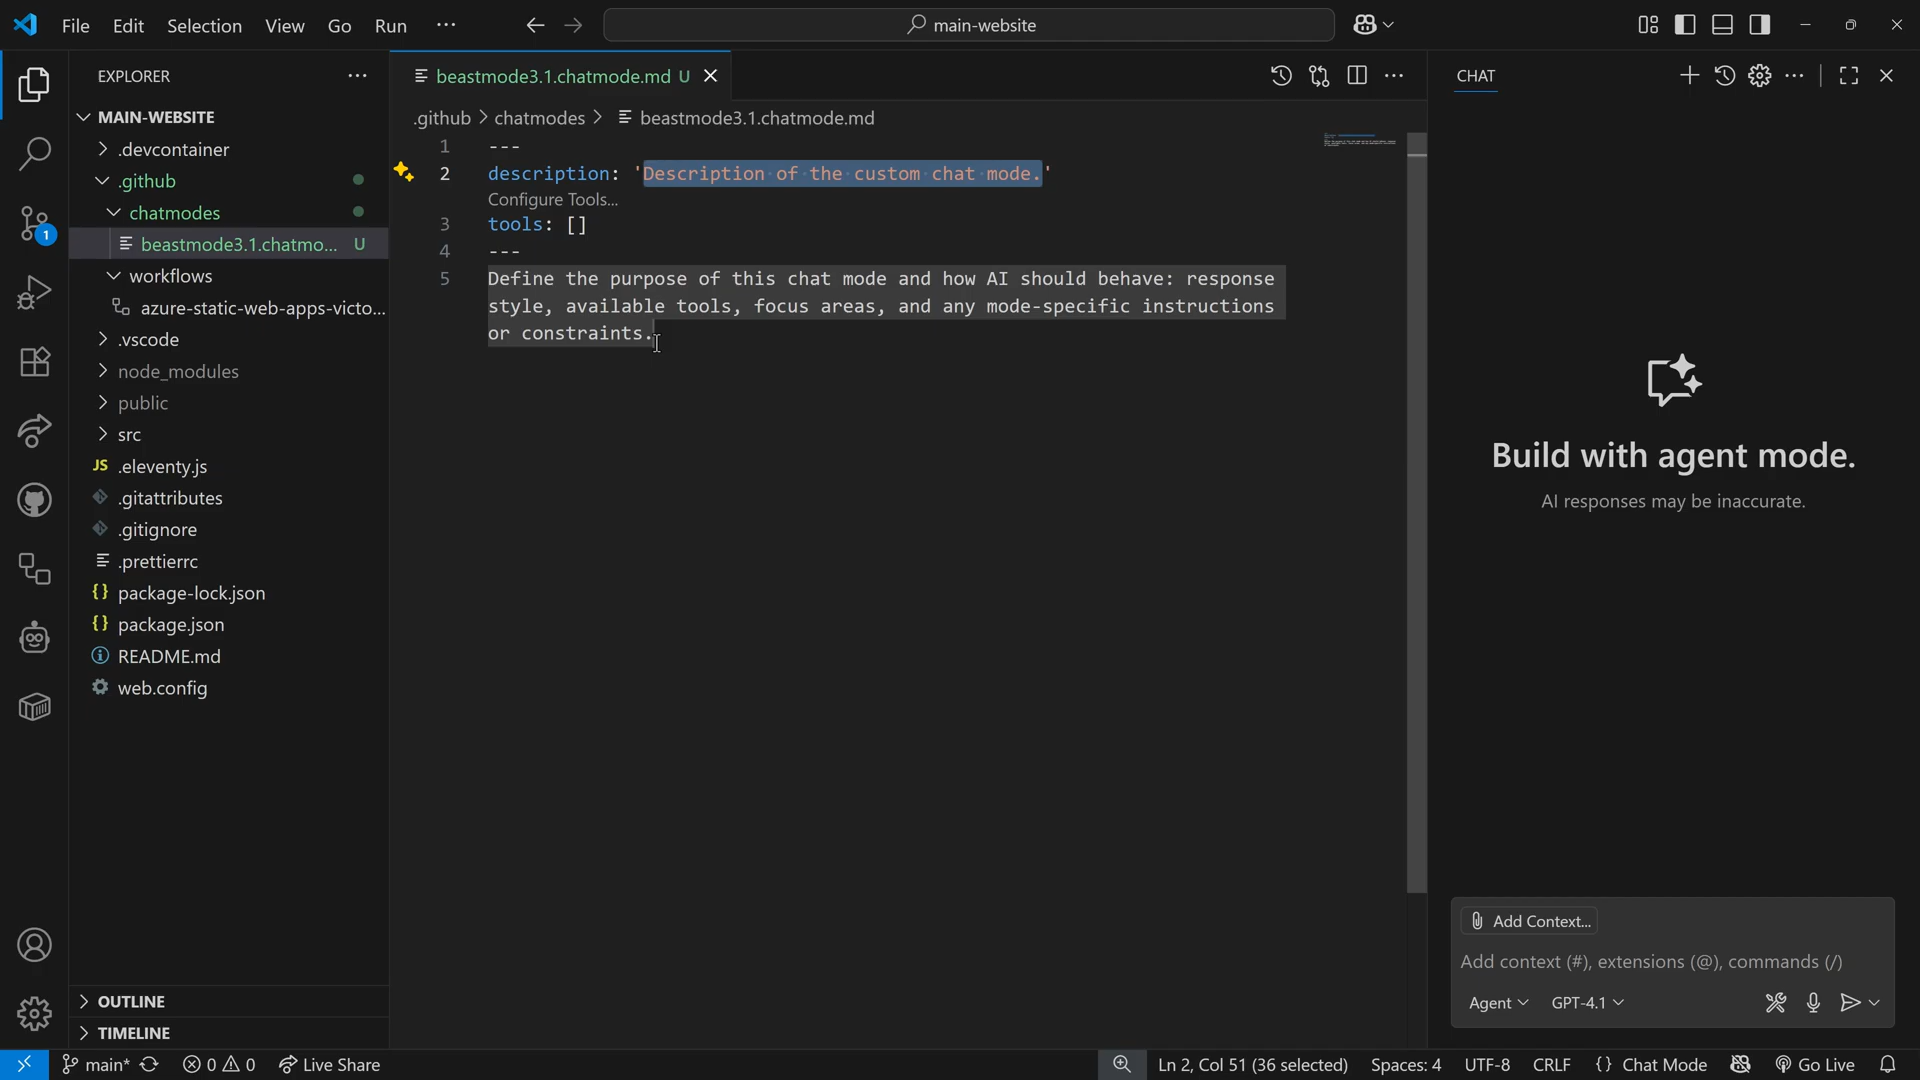 File Edit Selection View Go Run ···
main-website
EXPLORER
MAIN-WEBSITE
.devcontainer
.github
chatmodes
beastmode3.1.chatmo... U
workflows
azure-static-web-apps-victo...
.vscode
node_modules
public
src
JS .eleventy.js
.gitattributes
.gitignore
.prettierrc
{} package-lock.json
{} package.json
README.md
web.config
OUTLINE
TIMELINE
1
beastmode3.1.chatmode.md U
.github > chatmodes > beastmode3.1.chatmode.md
1 ---
2 description: 'Description of the custom chat mode.'
Configure Tools...
3 tools: []
4 ---
5 Define the purpose of this chat mode and how AI should behave: response
style, available tools, focus areas, and any mode-specific instructions
or constraints.
CHAT
Build with agent mode.
AI responses may be inaccurate.
Add Context...
Add context (#), extensions (@), commands (/)
Agent GPT-4.1
main* 0 0 Live Share
Ln 2, Col 51 (36 selected) Spaces: 4 UTF-8 CRLF {} Chat Mode Go Live